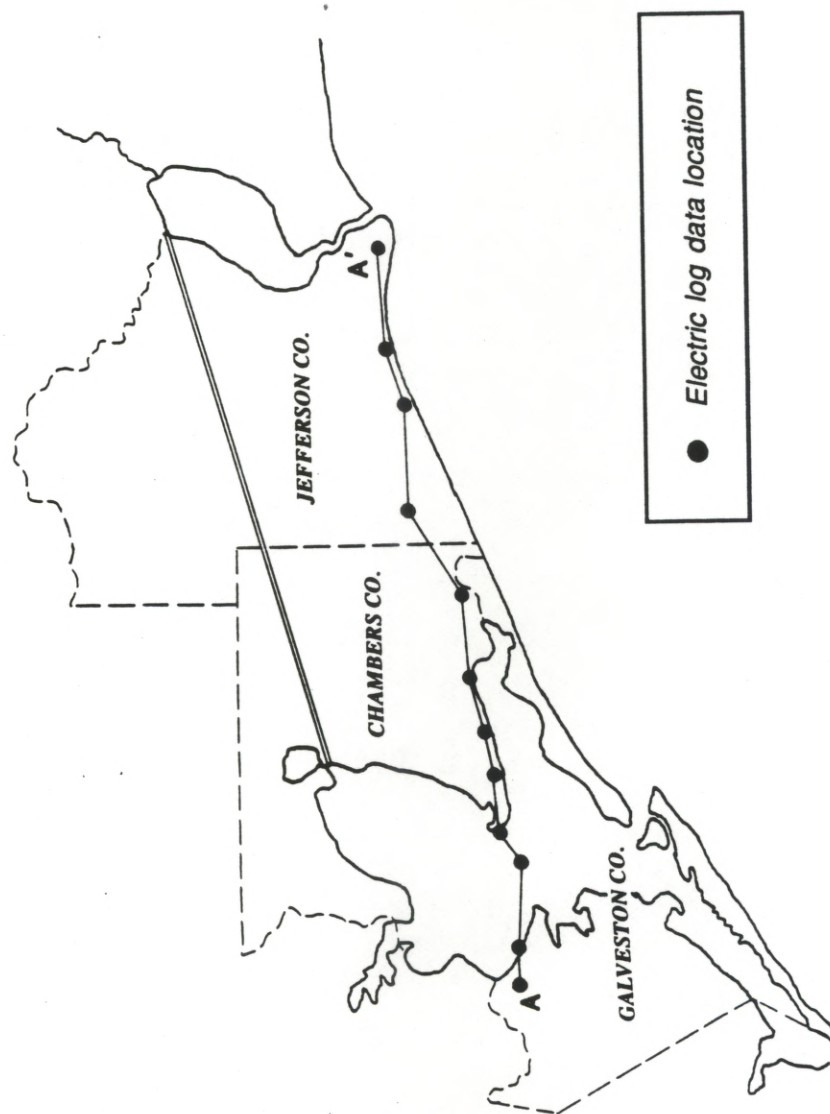 A'
JEFFERSON CO.
CHAMBERS CO.
GALVESTON CO.
A
Electric log data location